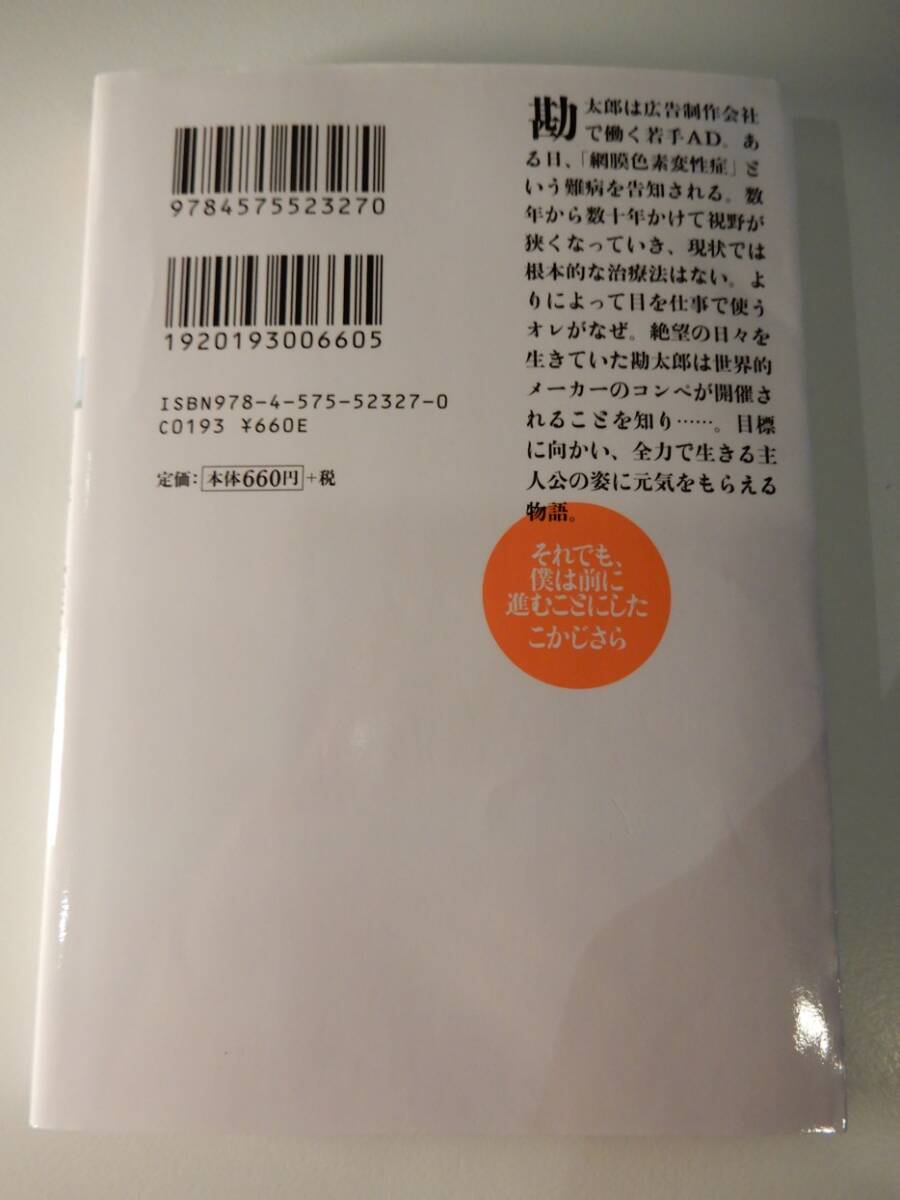 9784575523270
1920193006605
ISBN978-4-575-52327-0
C0193 ¥660E
定価:本体660円+税
勘太郎は広告制作会社
で働く若手AD。あ
る日、「網膜色素変性症」と
いう難病を告知される。数
年から数十年かけて視野が
狭くなっていき、現状では
根本的な治療法はない。よ
りによって目を仕事で使う
オレがなぜ。絶望の日々を
生きていた勘太郎は世界的
メーカーのコンペが開催さ
れることを知り……。目標
に向かい、全力で生きる主
人公の姿に元気をもらえる
物語。
それでも、
僕は前に
進むことにした
こかじさら